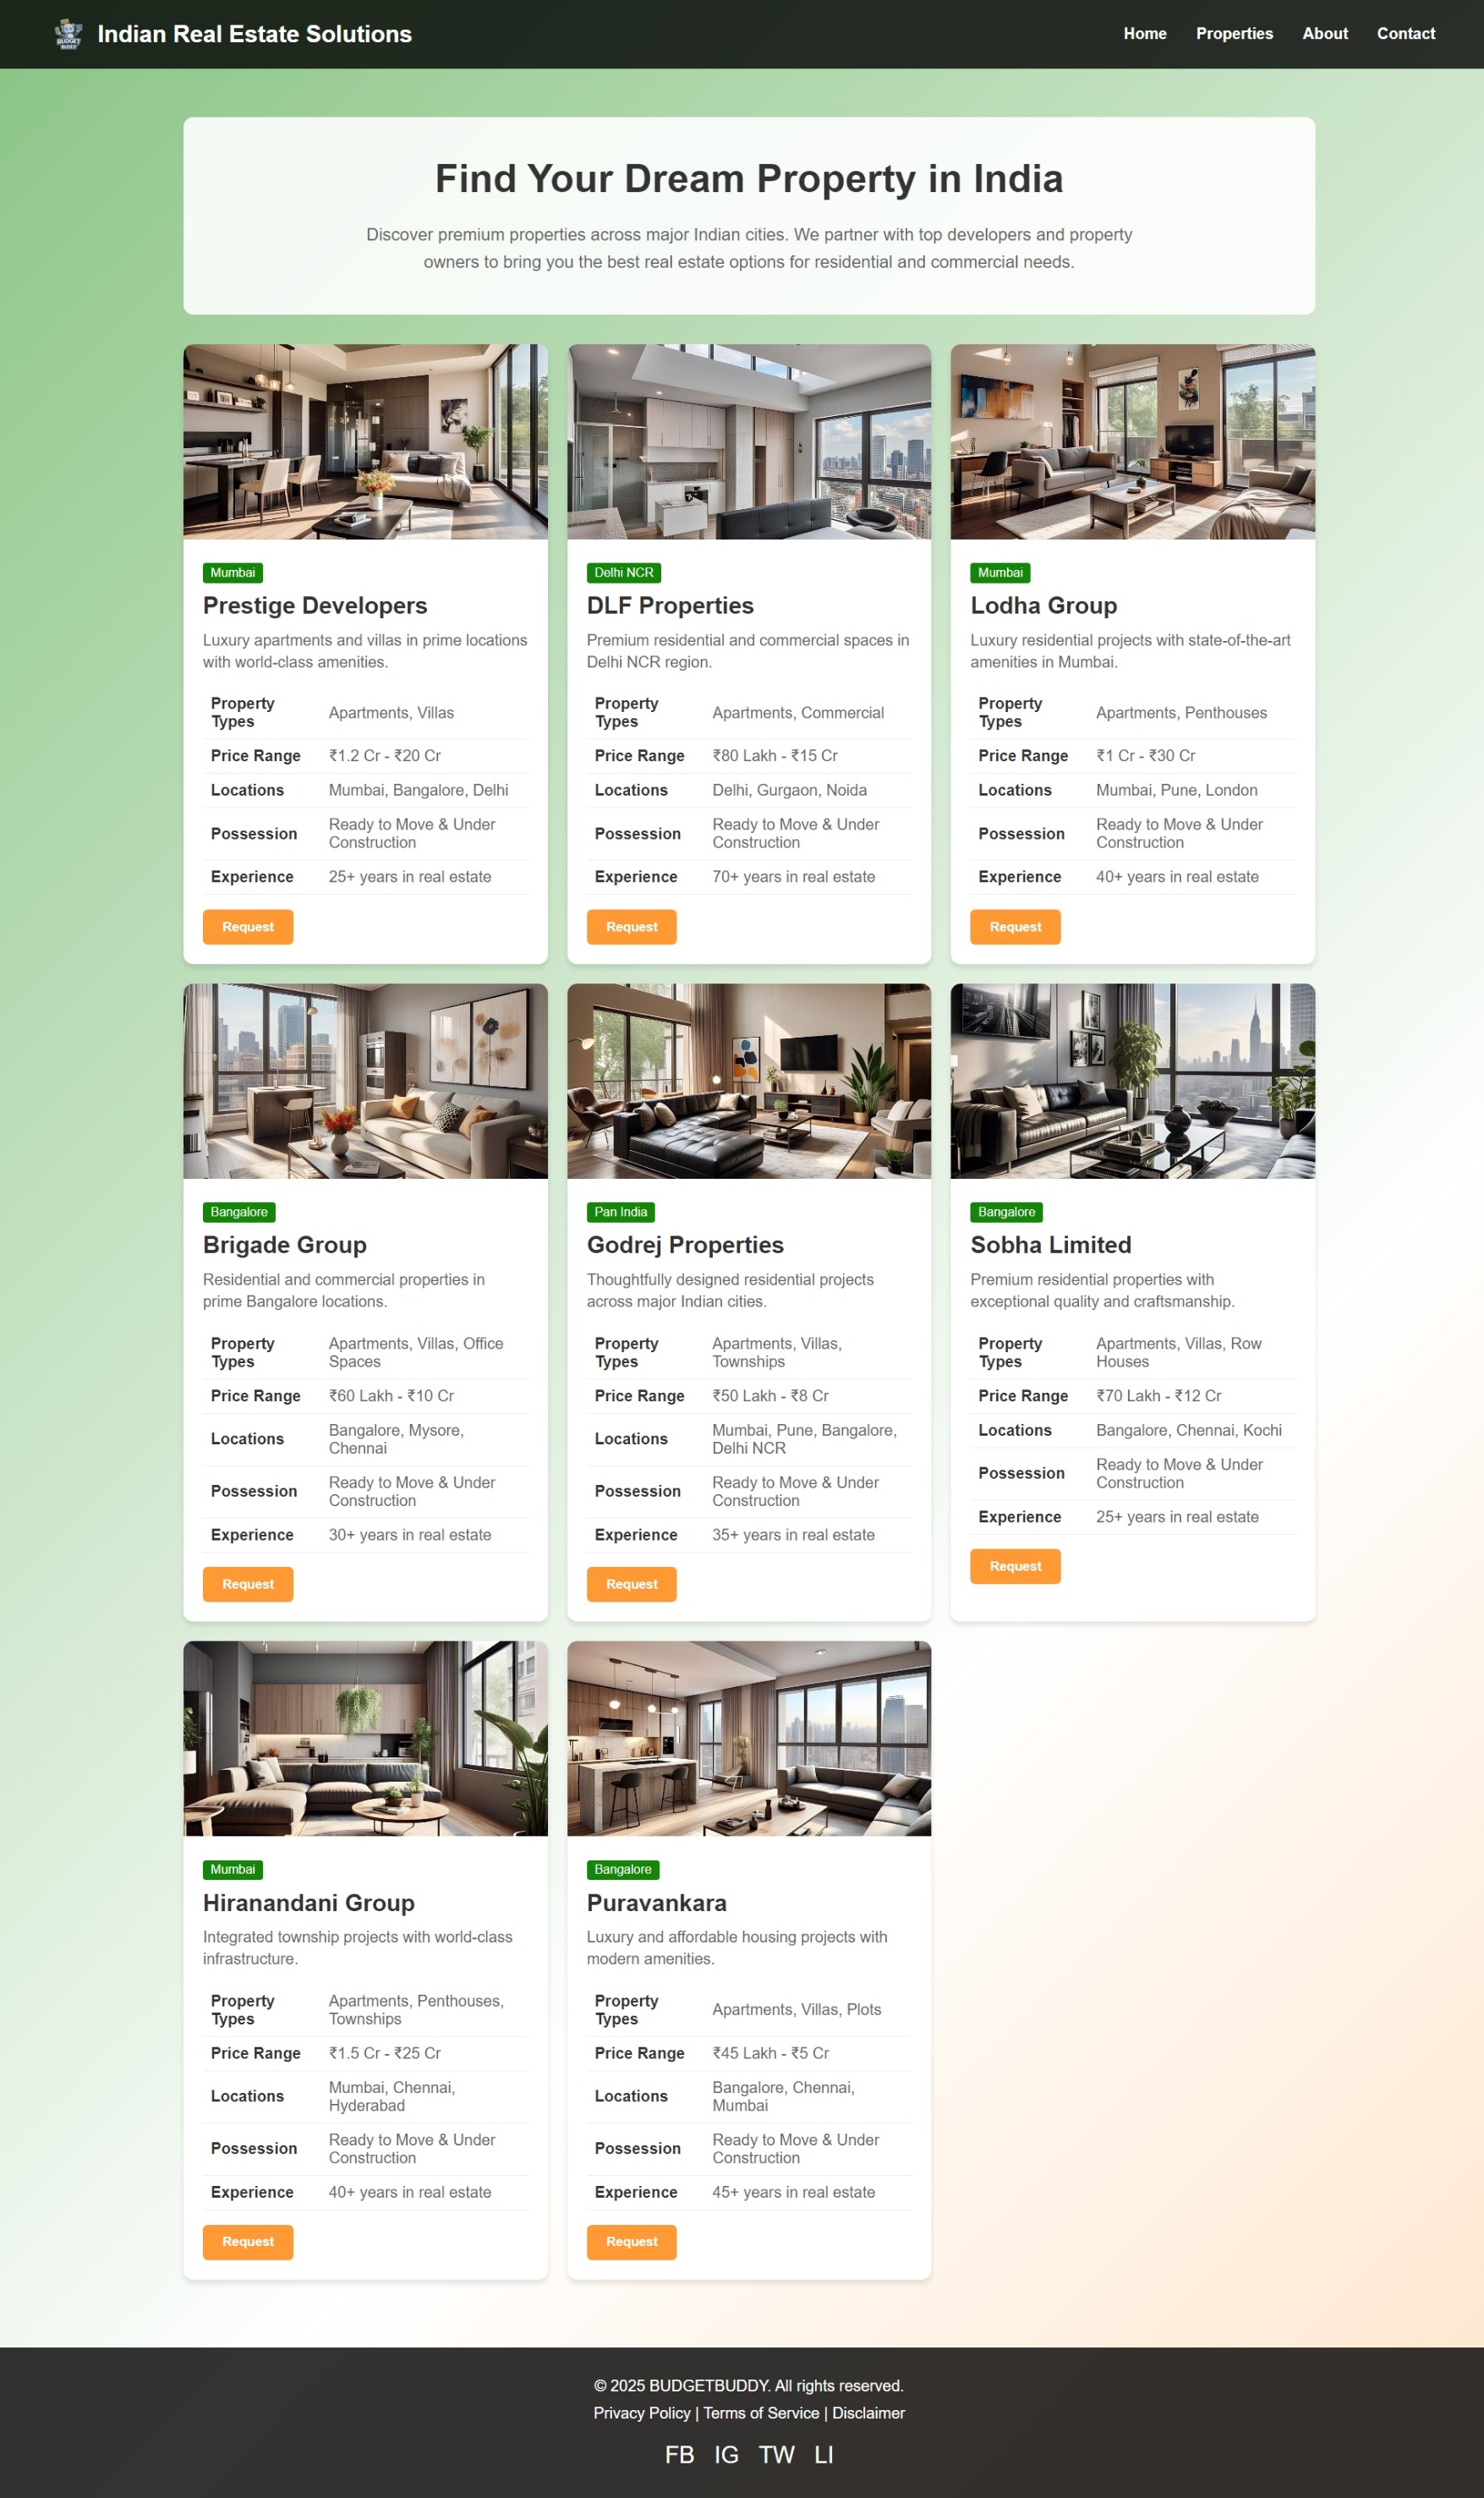 BUDGET
BUDDY
Indian Real Estate Solutions
Home
Properties
About
Contact
Find Your Dream Property in India
Discover premium properties across major Indian cities. We partner with top developers and property
owners to bring you the best real estate options for residential and commercial needs.
Mumbai
Prestige Developers
Luxury apartments and villas in prime locations
with world-class amenities.
Property
Types
Apartments, Villas
Price Range
₹1.2 Cr - ₹20 Cr
Locations
Mumbai, Bangalore, Delhi
Possession
Ready to Move & Under
Construction
Experience
25+ years in real estate
Request
Delhi NCR
DLF Properties
Premium residential and commercial spaces in
Delhi NCR region.
Property
Types
Apartments, Commercial
Price Range
₹80 Lakh - ₹15 Cr
Locations
Delhi, Gurgaon, Noida
Possession
Ready to Move & Under
Construction
Experience
70+ years in real estate
Request
Mumbai
Lodha Group
Luxury residential projects with state-of-the-art
amenities in Mumbai.
Property
Types
Apartments, Penthouses
Price Range
₹1 Cr - ₹30 Cr
Locations
Mumbai, Pune, London
Possession
Ready to Move & Under
Construction
Experience
40+ years in real estate
Request
Bangalore
Brigade Group
Residential and commercial properties in
prime Bangalore locations.
Property
Types
Apartments, Villas, Office
Spaces
Price Range
₹60 Lakh - ₹10 Cr
Locations
Bangalore, Mysore,
Chennai
Possession
Ready to Move & Under
Construction
Experience
30+ years in real estate
Request
Pan India
Godrej Properties
Thoughtfully designed residential projects
across major Indian cities.
Property
Types
Apartments, Villas,
Townships
Price Range
₹50 Lakh - ₹8 Cr
Locations
Mumbai, Pune, Bangalore,
Delhi NCR
Possession
Ready to Move & Under
Construction
Experience
35+ years in real estate
Request
Bangalore
Sobha Limited
Premium residential properties with
exceptional quality and craftsmanship.
Property
Types
Apartments, Villas, Row
Houses
Price Range
₹70 Lakh - ₹12 Cr
Locations
Bangalore, Chennai, Kochi
Possession
Ready to Move & Under
Construction
Experience
25+ years in real estate
Request
Mumbai
Hiranandani Group
Integrated township projects with world-class
infrastructure.
Property
Types
Apartments, Penthouses,
Townships
Price Range
₹1.5 Cr - ₹25 Cr
Locations
Mumbai, Chennai,
Hyderabad
Possession
Ready to Move & Under
Construction
Experience
40+ years in real estate
Request
Bangalore
Puravankara
Luxury and affordable housing projects with
modern amenities.
Property
Types
Apartments, Villas, Plots
Price Range
₹45 Lakh - ₹5 Cr
Locations
Bangalore, Chennai,
Mumbai
Possession
Ready to Move & Under
Construction
Experience
45+ years in real estate
Request
© 2025 BUDGETBUDDY. All rights reserved.
Privacy Policy | Terms of Service | Disclaimer
FB IG TW LI